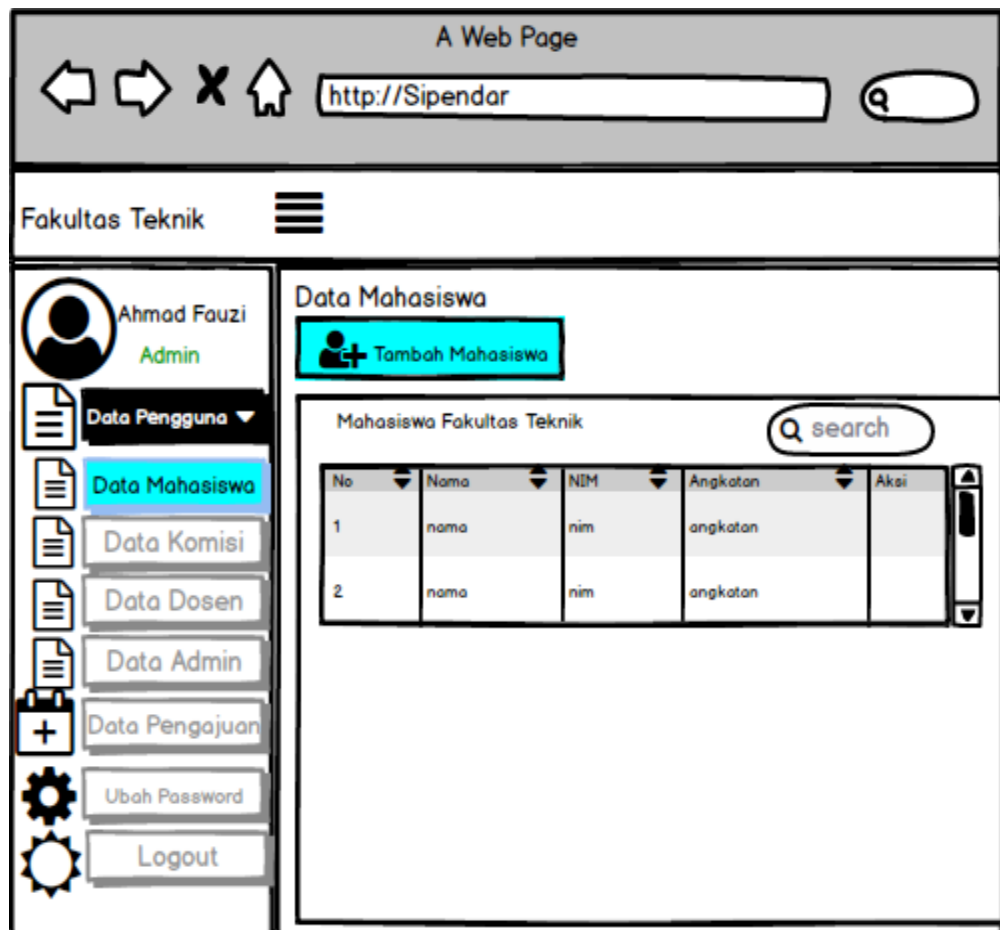 A Web Page
http://Sipendar
Fakultas Teknik
Ahmad Fauzi
Admin
Data Pengguna
Data Mahasiswa
Data Komisi
Data Dosen
Data Admin
Data Pengajuan
Ubah Password
Logout
Data Mahasiswa
Tambah Mahasiswa
Mahasiswa Fakultas Teknik
search
No Nama NIM Angkatan Aksi
1 nama nim angkatan
2 nama nim angkatan